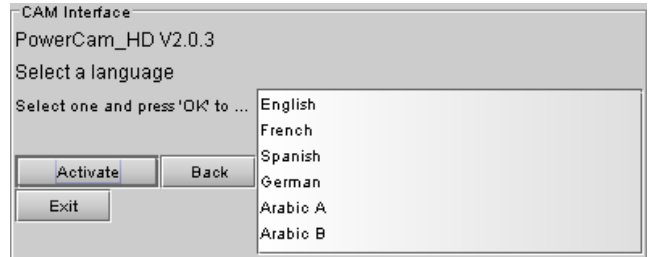 CAM Interface
PowerCam_HD V2.0.3
Select a language
Select one and press 'OK' to ...
English
French
Spanish
German
Arabic A
Arabic B
Activate
Back
Exit